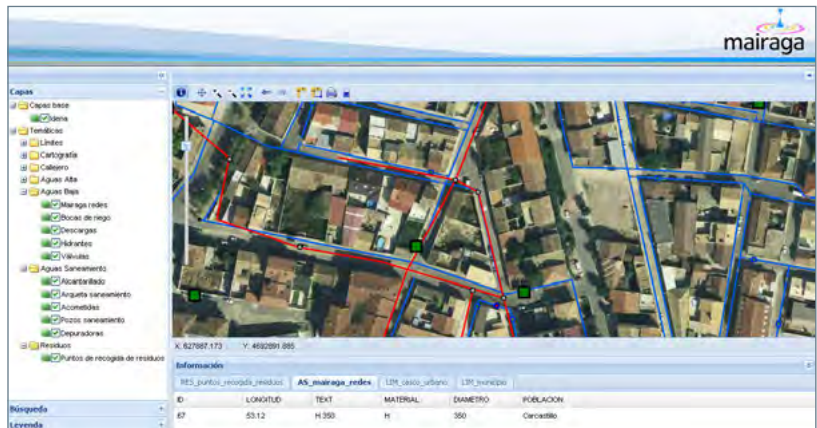 mairaga
Capas
Capas base
Idena
Temáticas
Límites
Cartografía
Callejero
Aguas Alta
Aguas Baja
Mairaga redes
Bocas de riego
Descargas
Hidrantes
Válvulas
Aguas Saneamiento
Alcantarillado
Arqueta saneamiento
Acometidas
Pozos saneamiento
Depuradoras
Residuos
Puntos de recogida de residuos
Búsqueda
Leyenda
X: 627887.173 Y: 4692891.885
Información
RES_puntos_recogida_residuos AS_mairaga_redes LIM_casco_urbano LIM_municipio
ID LONGITUD TEXT MATERIAL DIAMETRO POBLACION
67 53.12 H 350 H 350 Carcastillo